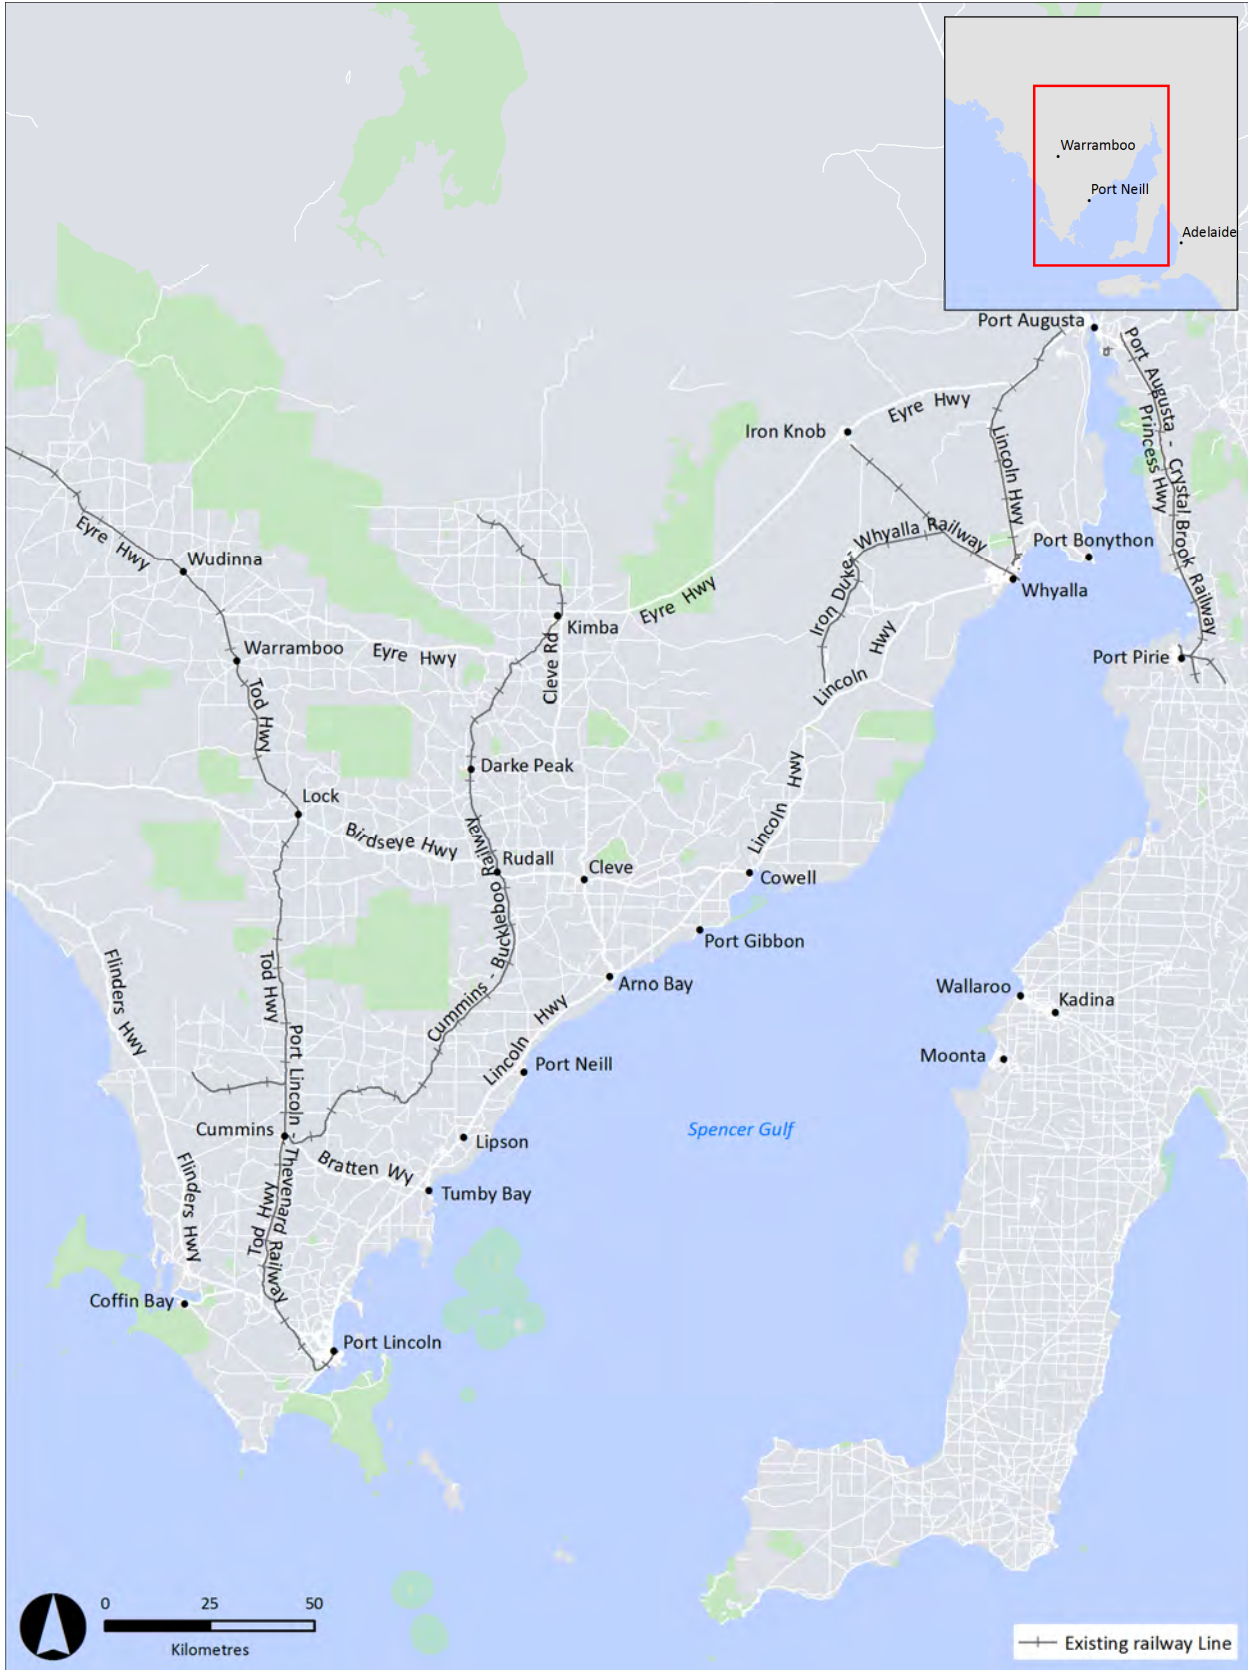 Warramboo
Port Neill
Adelaide
Port Augusta
Port Augusta - Crystal Brook Railway
Princess Hwy
Eyre Hwy
Iron Knob
Lincoln Hwy
Eyre Hwy
Iron Duke Whyalla Railway
Port Bonython
Wudinna
Whyalla
Eyre Hwy
Kimba
Lincoln Hwy
Warramboo
Eyre Hwy
Cleve Rd
Port Pirie
Tod Hwy
Darke Peak
Lincoln Hwy
Lock
Birdseye Hwy
Rudall
Cleve
Cowell
Cummins - Buckleboo Railway
Port Gibbon
Flinders Hwy
Tod Hwy
Arno Bay
Wallaroo
Kadina
Lincoln Hwy
Port Neill
Moonta
Port Lincoln - Thevenard Railway
Cummins
Spencer Gulf
Lipson
Bratten Wy
Flinders Hwy
Tod Hwy
Tumby Bay
Coffin Bay
Port Lincoln
0 25 50
Kilometres
Existing railway Line